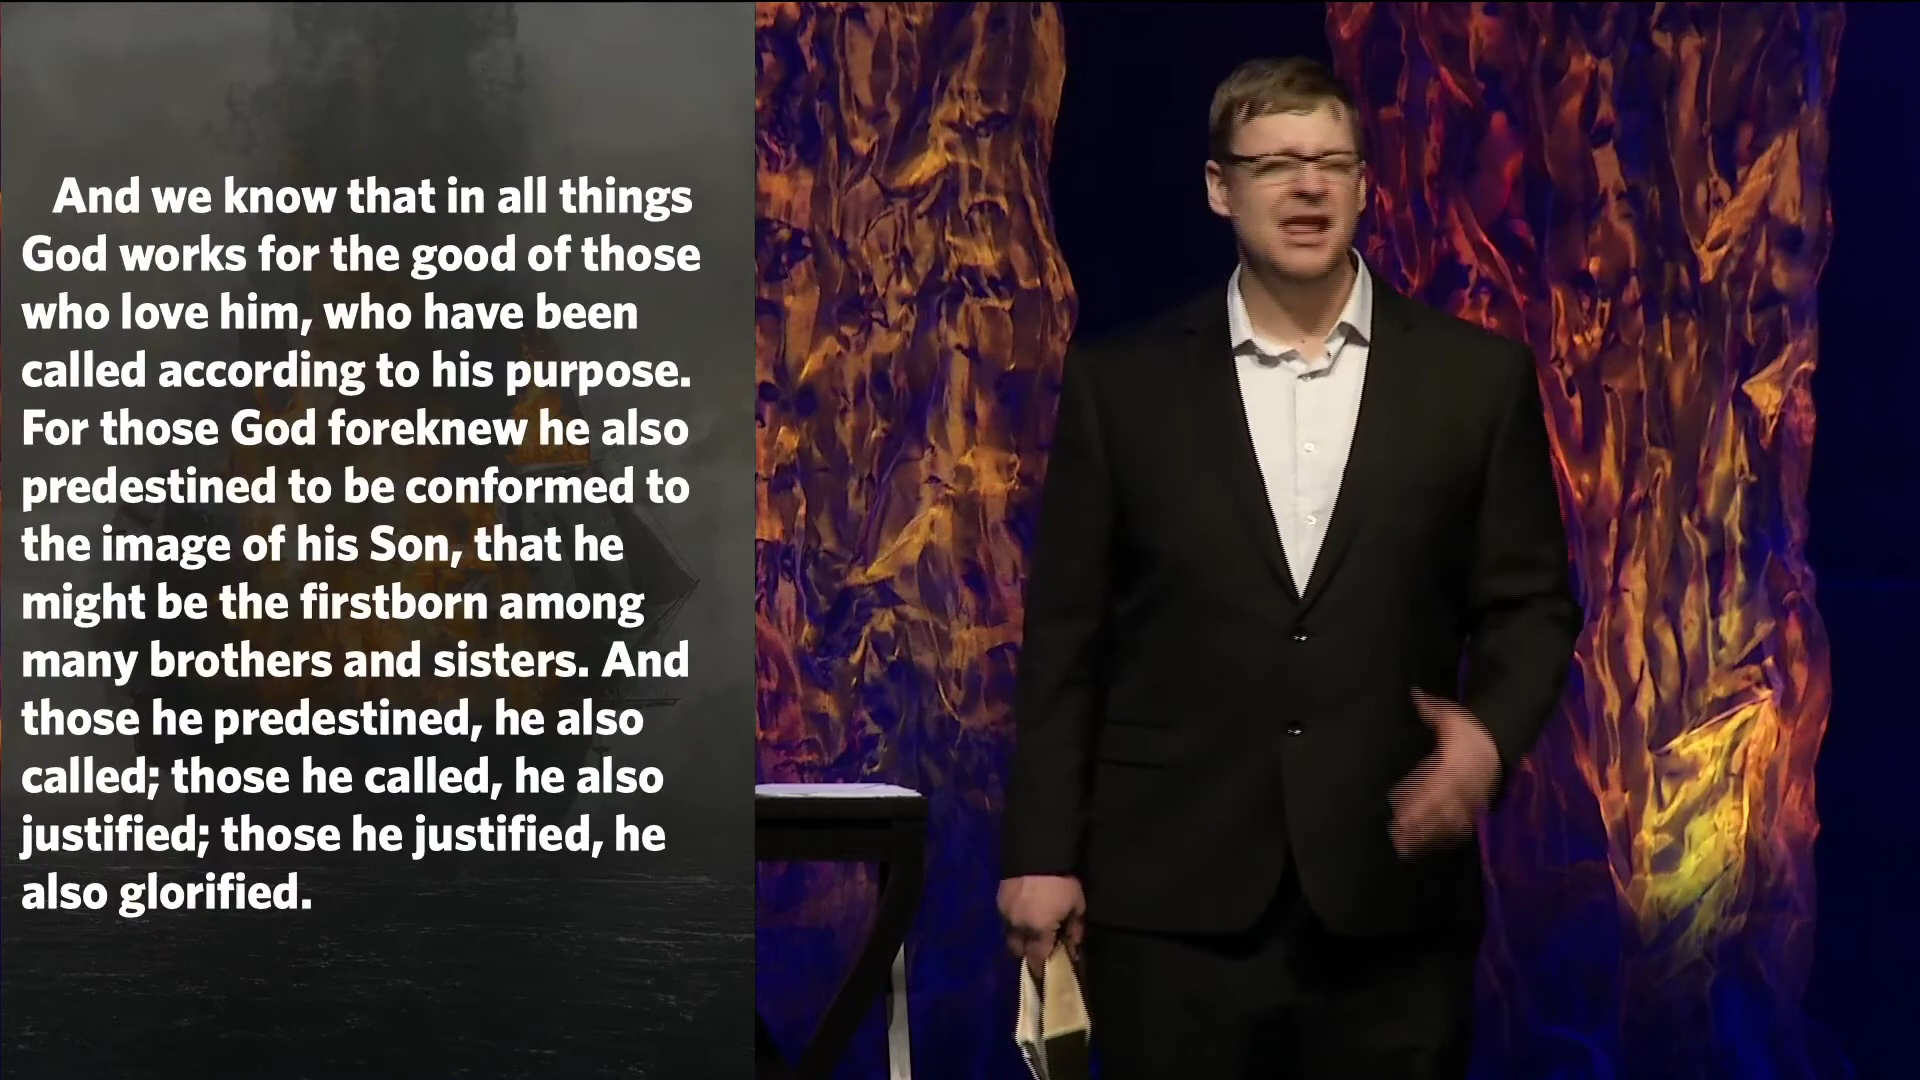 And we know that in all things
God works for the good of those
who love him, who have been
called according to his purpose.
For those God foreknew he also
predestined to be conformed to
the image of his Son, that he
might be the firstborn among
many brothers and sisters. And
those he predestined, he also
called; those he called, he also
justified; those he justified, he
also glorified.